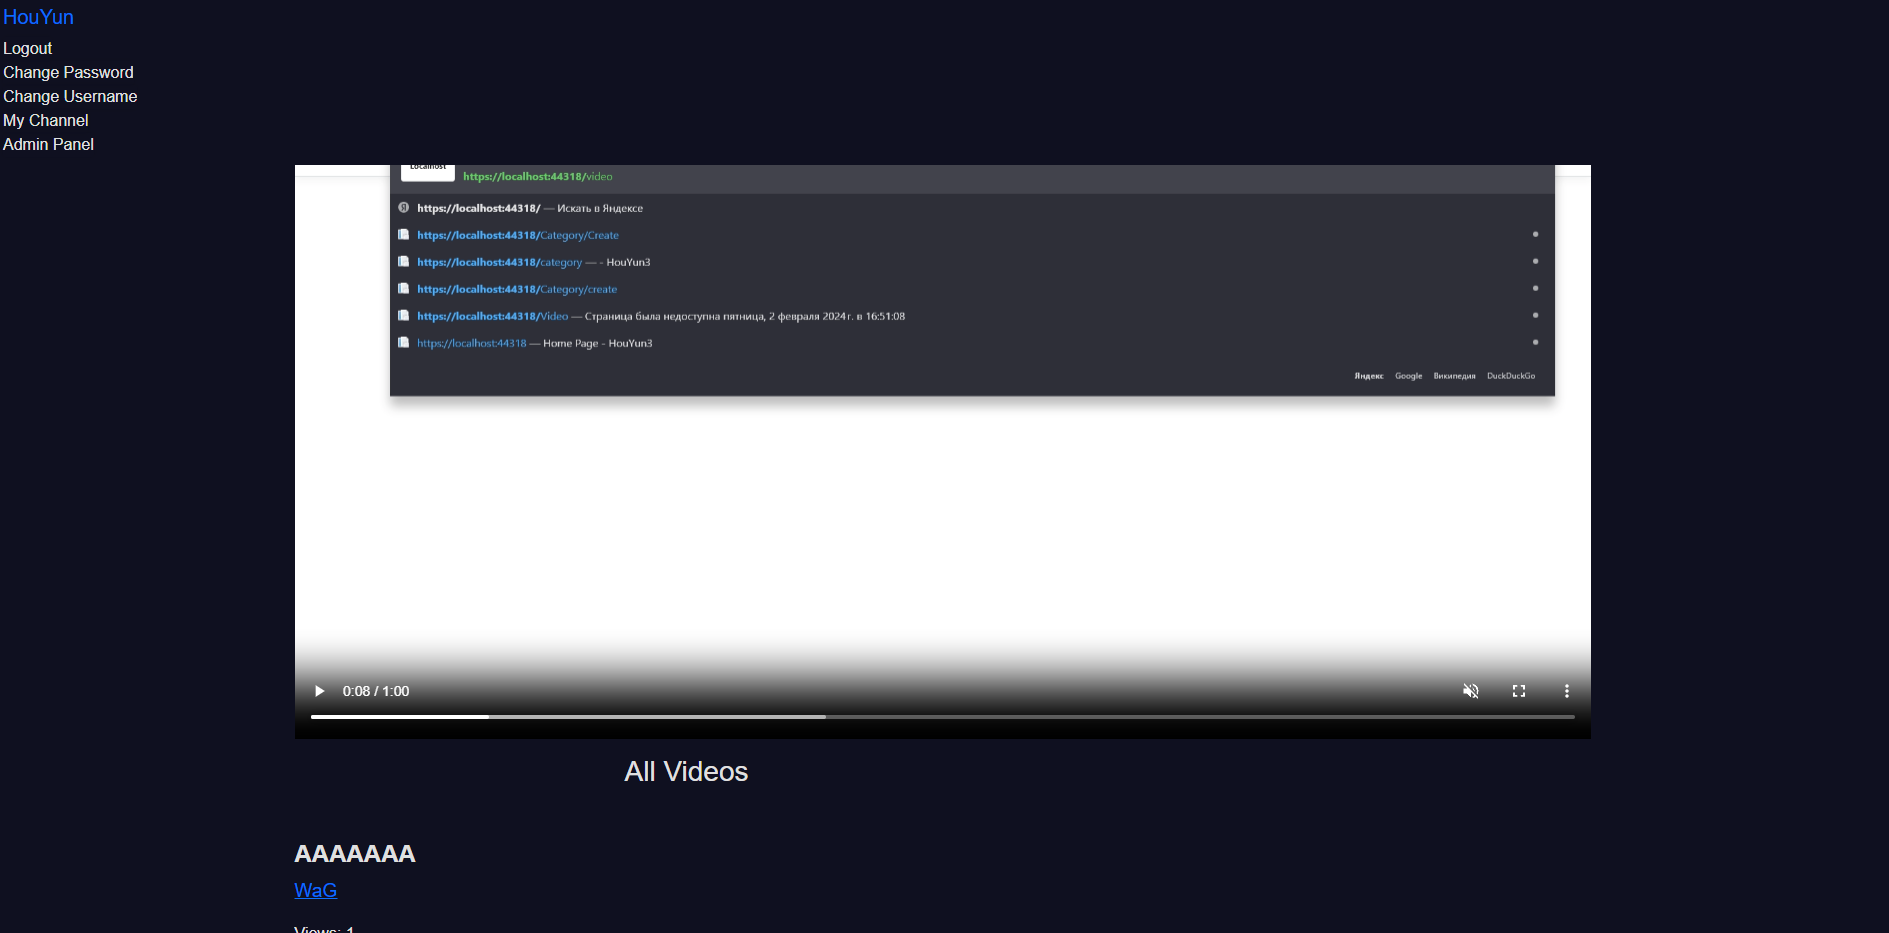 HouYun
Logout
Change Password
Change Username
My Channel
Admin Panel
Localhost
https://localhost:44318/video
https://localhost:44318/ — Искать в Яндексе
https://localhost:44318/Category/Create
https://localhost:44318/category — - HouYun3
https://localhost:44318/Category/create
https://localhost:44318/Video — Страница была недоступна пятница, 2 февраля 2024 г. в 16:51:08
https://localhost:44318 — Home Page - HouYun3
Яндекс Google Википедия DuckDuckGo
0:08 / 1:00
All Videos
AAAAAAA
WaG
Views: 1